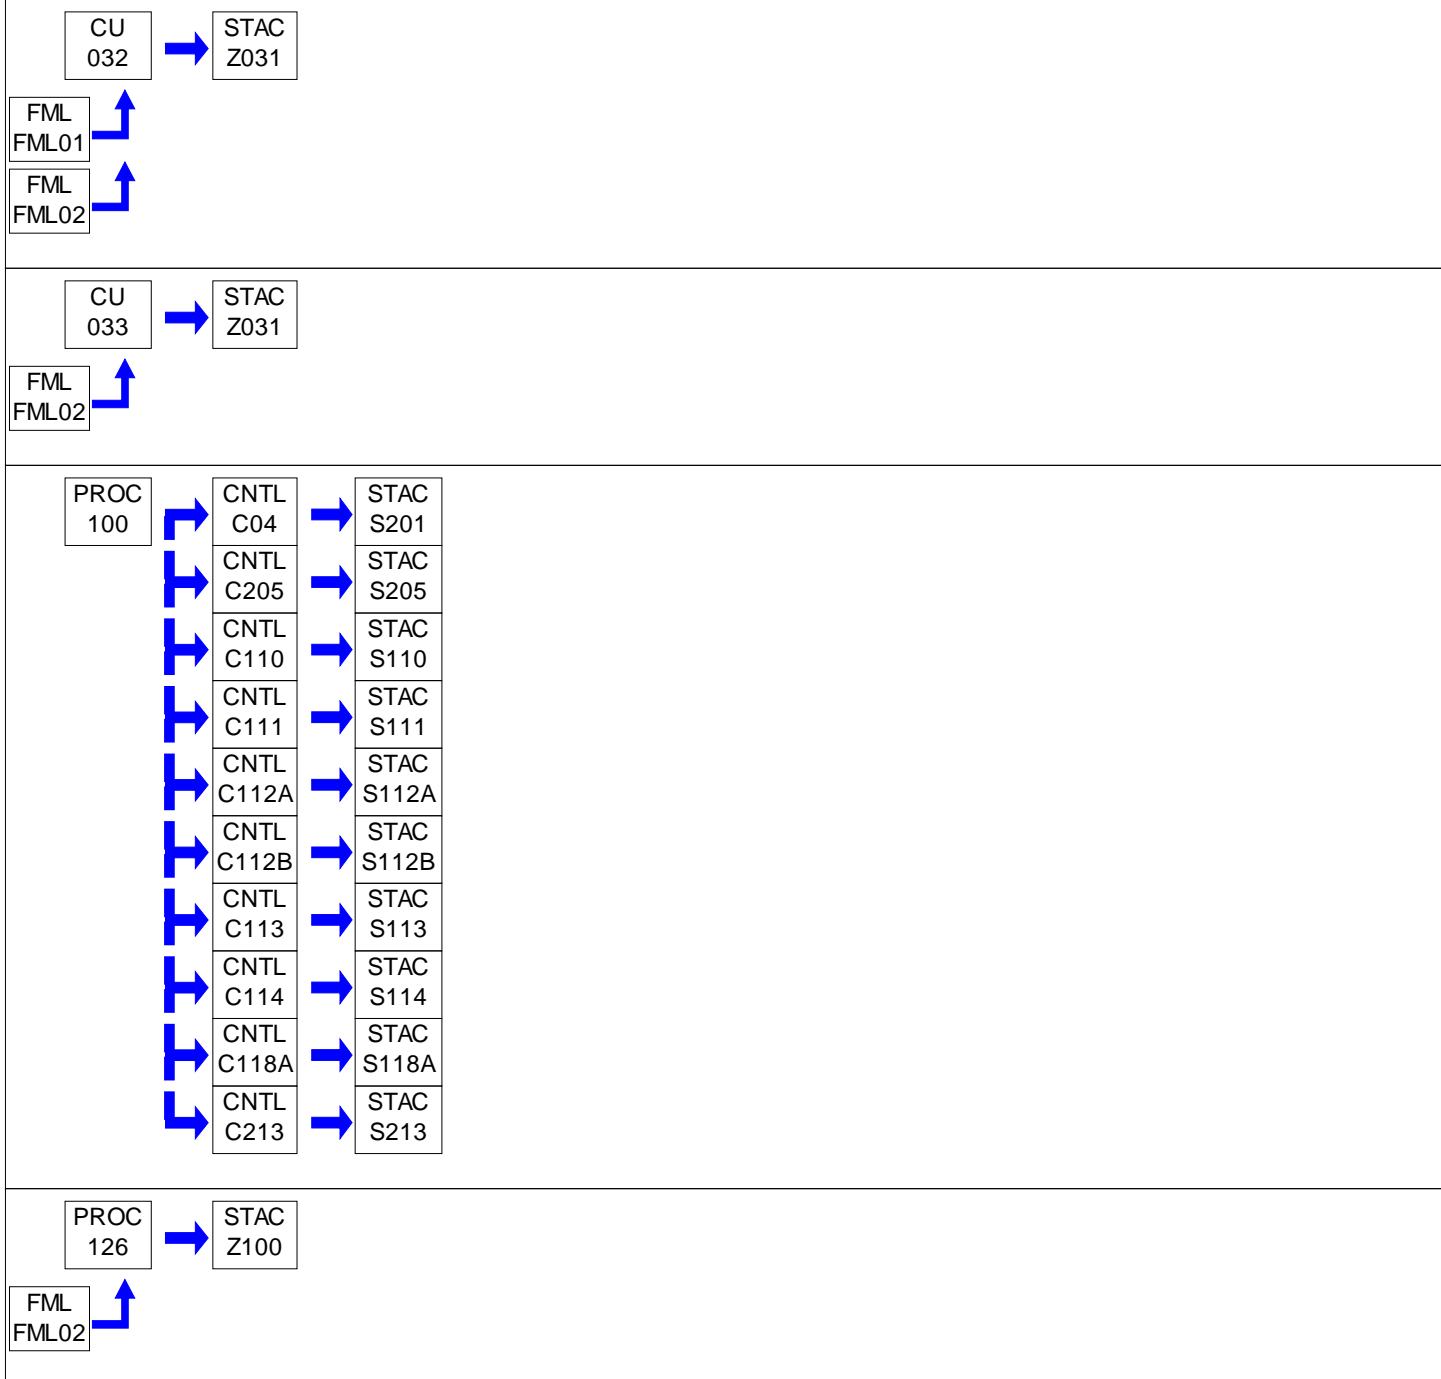 CU
032
STAC
Z031
FML
FML01
FML
FML02
CU
033
STAC
Z031
FML
FML02
PROC
100
CNTL
C04
STAC
S201
CNTL
C205
STAC
S205
CNTL
C110
STAC
S110
CNTL
C111
STAC
S111
CNTL
C112A
STAC
S112A
CNTL
C112B
STAC
S112B
CNTL
C113
STAC
S113
CNTL
C114
STAC
S114
CNTL
C118A
STAC
S118A
CNTL
C213
STAC
S213
PROC
126
STAC
Z100
FML
FML02